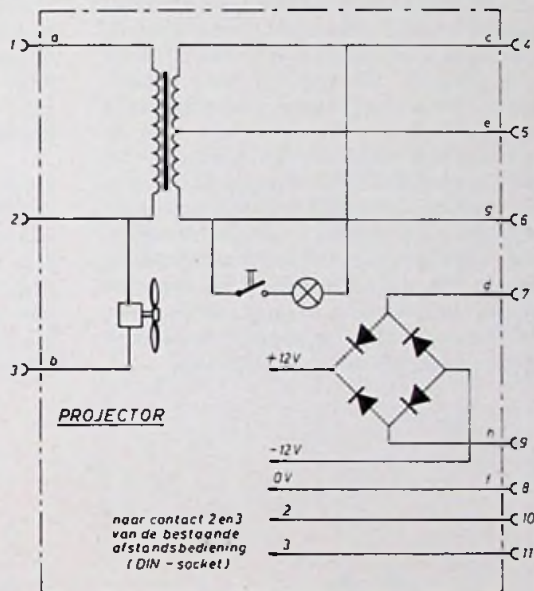 1 a c 4
e 5
2 g 6
d 7
3 b +12V
PROJECTOR
h 9
-12V
0V f 8
2 10
3 11
naar contact 2 en 3
van de bestaande
afstandsbediening
(DIN - socket)